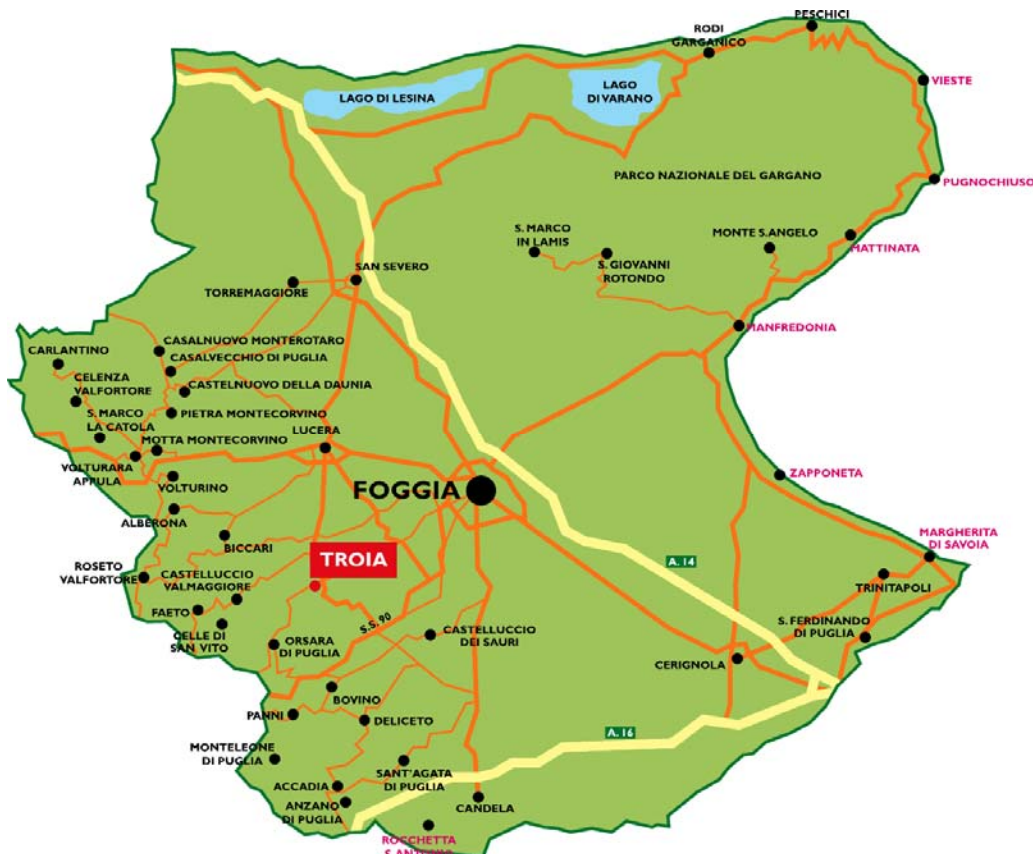 PESCHICI
RODI
GARGANICO
VIESTE
LAGO DI LESINA
LAGO
DI VARANO
PARCO NAZIONALE DEL GARGANO
PUGNOCHIUSO
S. MARCO
IN LAMIS
MONTE S.ANGELO
MATTINATA
S. GIOVANNI
ROTONDO
SAN SEVERO
TORREMAGGIORE
MANFREDONIA
CASALNUOVO MONTEROTARO
CARLANTINO
CASALVECCHIO DI PUGLIA
CELENZA
VALFORTORE
CASTELNUOVO DELLA DAUNIA
S. MARCO
LA CATOLA
PIETRA MONTECORVINO
LUCERA
MOTTA MONTECORVINO
VOLTURARA
APPULA
VOLTURINO
ZAPPONETA
FOGGIA
ALBERONA
BICCARI
MARGHERITA
DI SAVOIA
TROIA
A. 14
ROSETO
VALFORTORE
CASTELLUCCIO
VALMAGGIORE
TRINITAPOLI
FAETO
S.S. 90
S. FERDINANDO
DI PUGLIA
CELLE DI
SAN VITO
ORSARA
DI PUGLIA
CASTELLUCCIO
DEI SAURI
CERIGNOLA
BOVINO
PANNI
DELICETO
A. 16
MONTELEONE
DI PUGLIA
SANT'AGATA
DI PUGLIA
ACCADIA
ANZANO
DI PUGLIA
CANDELA
ROCCHETTA